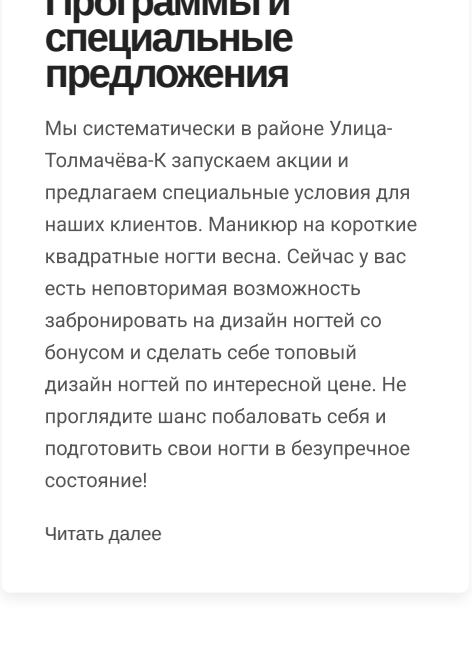 Программы и
специальные
предложения
Мы систематически в районе Улица-
Толмачёва-К запускаем акции и
предлагаем специальные условия для
наших клиентов. Маникюр на короткие
квадратные ногти весна. Сейчас у вас
есть неповторимая возможность
забронировать на дизайн ногтей со
бонусом и сделать себе топовый
дизайн ногтей по интересной цене. Не
проглядите шанс побаловать себя и
подготовить свои ногти в безупречное
состояние!
Читать далее